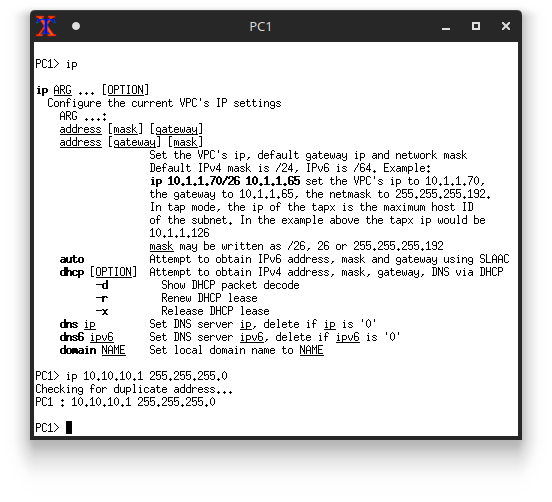 PC1
PC1> ip
ip ARG ... [OPTION]
Configure the current VPC's IP settings
ARG ...:
address [mask] [gateway]
address [gateway] [mask]
Set the VPC's ip, default gateway ip and network mask
Default IPv4 mask is /24, IPv6 is /64. Example:
ip 10.1.1.70/26 10.1.1.65 set the VPC's ip to 10.1.1.70,
the gateway to 10.1.1.65, the netmask to 255.255.255.192.
In tap mode, the ip of the tapx is the maximum host ID
of the subnet. In the example above the tapx ip would be
10.1.1.126
mask may be written as /26, 26 or 255.255.255.192
auto Attempt to obtain IPv6 address, mask and gateway using SLAAC
dhcp [OPTION] Attempt to obtain IPv4 address, mask, gateway, DNS via DHCP
-d Show DHCP packet decode
-r Renew DHCP lease
-x Release DHCP lease
dns ip Set DNS server ip, delete if ip is '0'
dns6 ipv6 Set DNS server ipv6, delete if ipv6 is '0'
domain NAME Set local domain name to NAME
PC1> ip 10.10.10.1 255.255.255.0
Checking for duplicate address...
PC1 : 10.10.10.1 255.255.255.0
PC1>